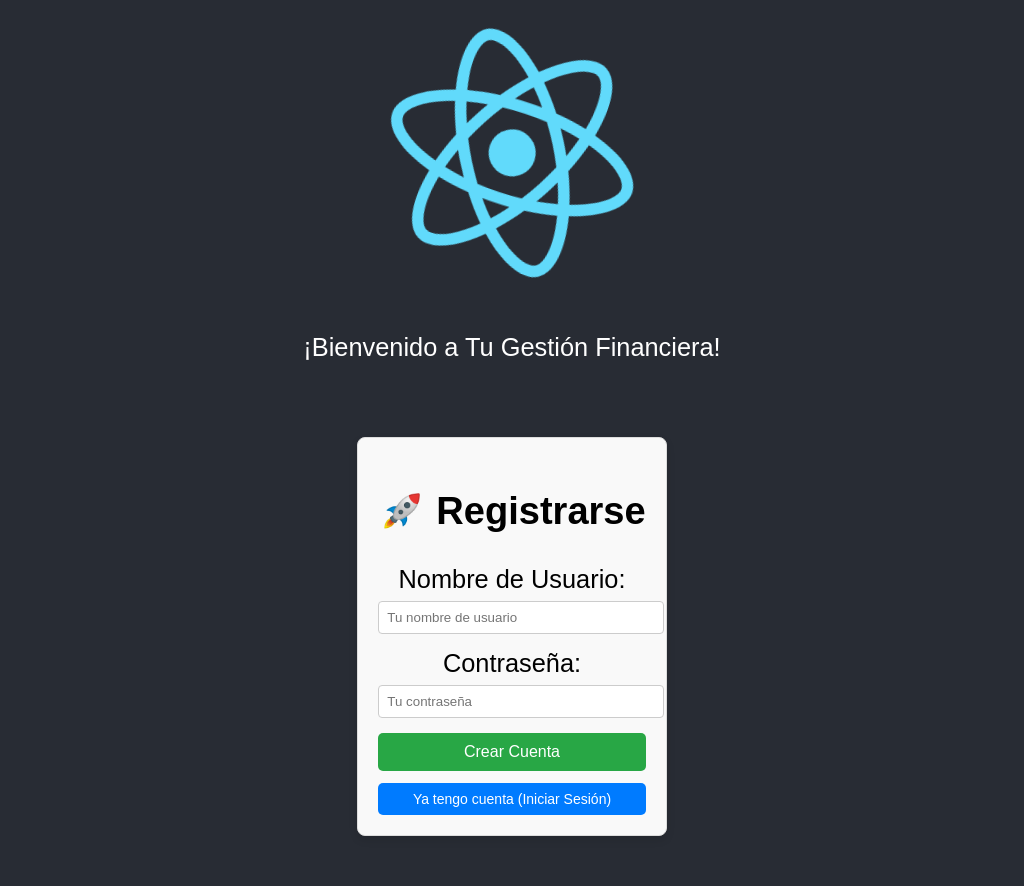 ¡Bienvenido a Tu Gestión Financiera!
🚀 Registrarse
Nombre de Usuario:
Tu nombre de usuario
Contraseña:
Tu contraseña
Crear Cuenta
Ya tengo cuenta (Iniciar Sesión)